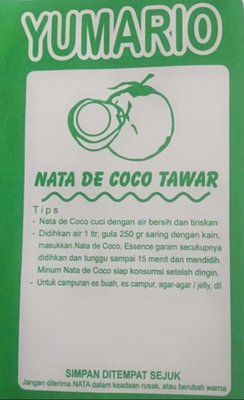 YUMARIO
NATA DE COCO TAWAR
Tips
- Nata de Coco cuci dengan air bersih dan tiriskan
- Didihkan air 1 ltr, gula 250 gr saring dengan kain,
masukkan Nata de Coco, Essence garam secukupnya
didihkan dan tunggu sampai 15 menit dan mendidih.
Minum Nata de Coco siap konsumsi setelah dingin.
- Untuk campuran es buah, es campur, agar-agar / jelly, dll
SIMPAN DITEMPAT SEJUK
Jangan diterima NATA dalam keadaan rusak, atau berubah warna